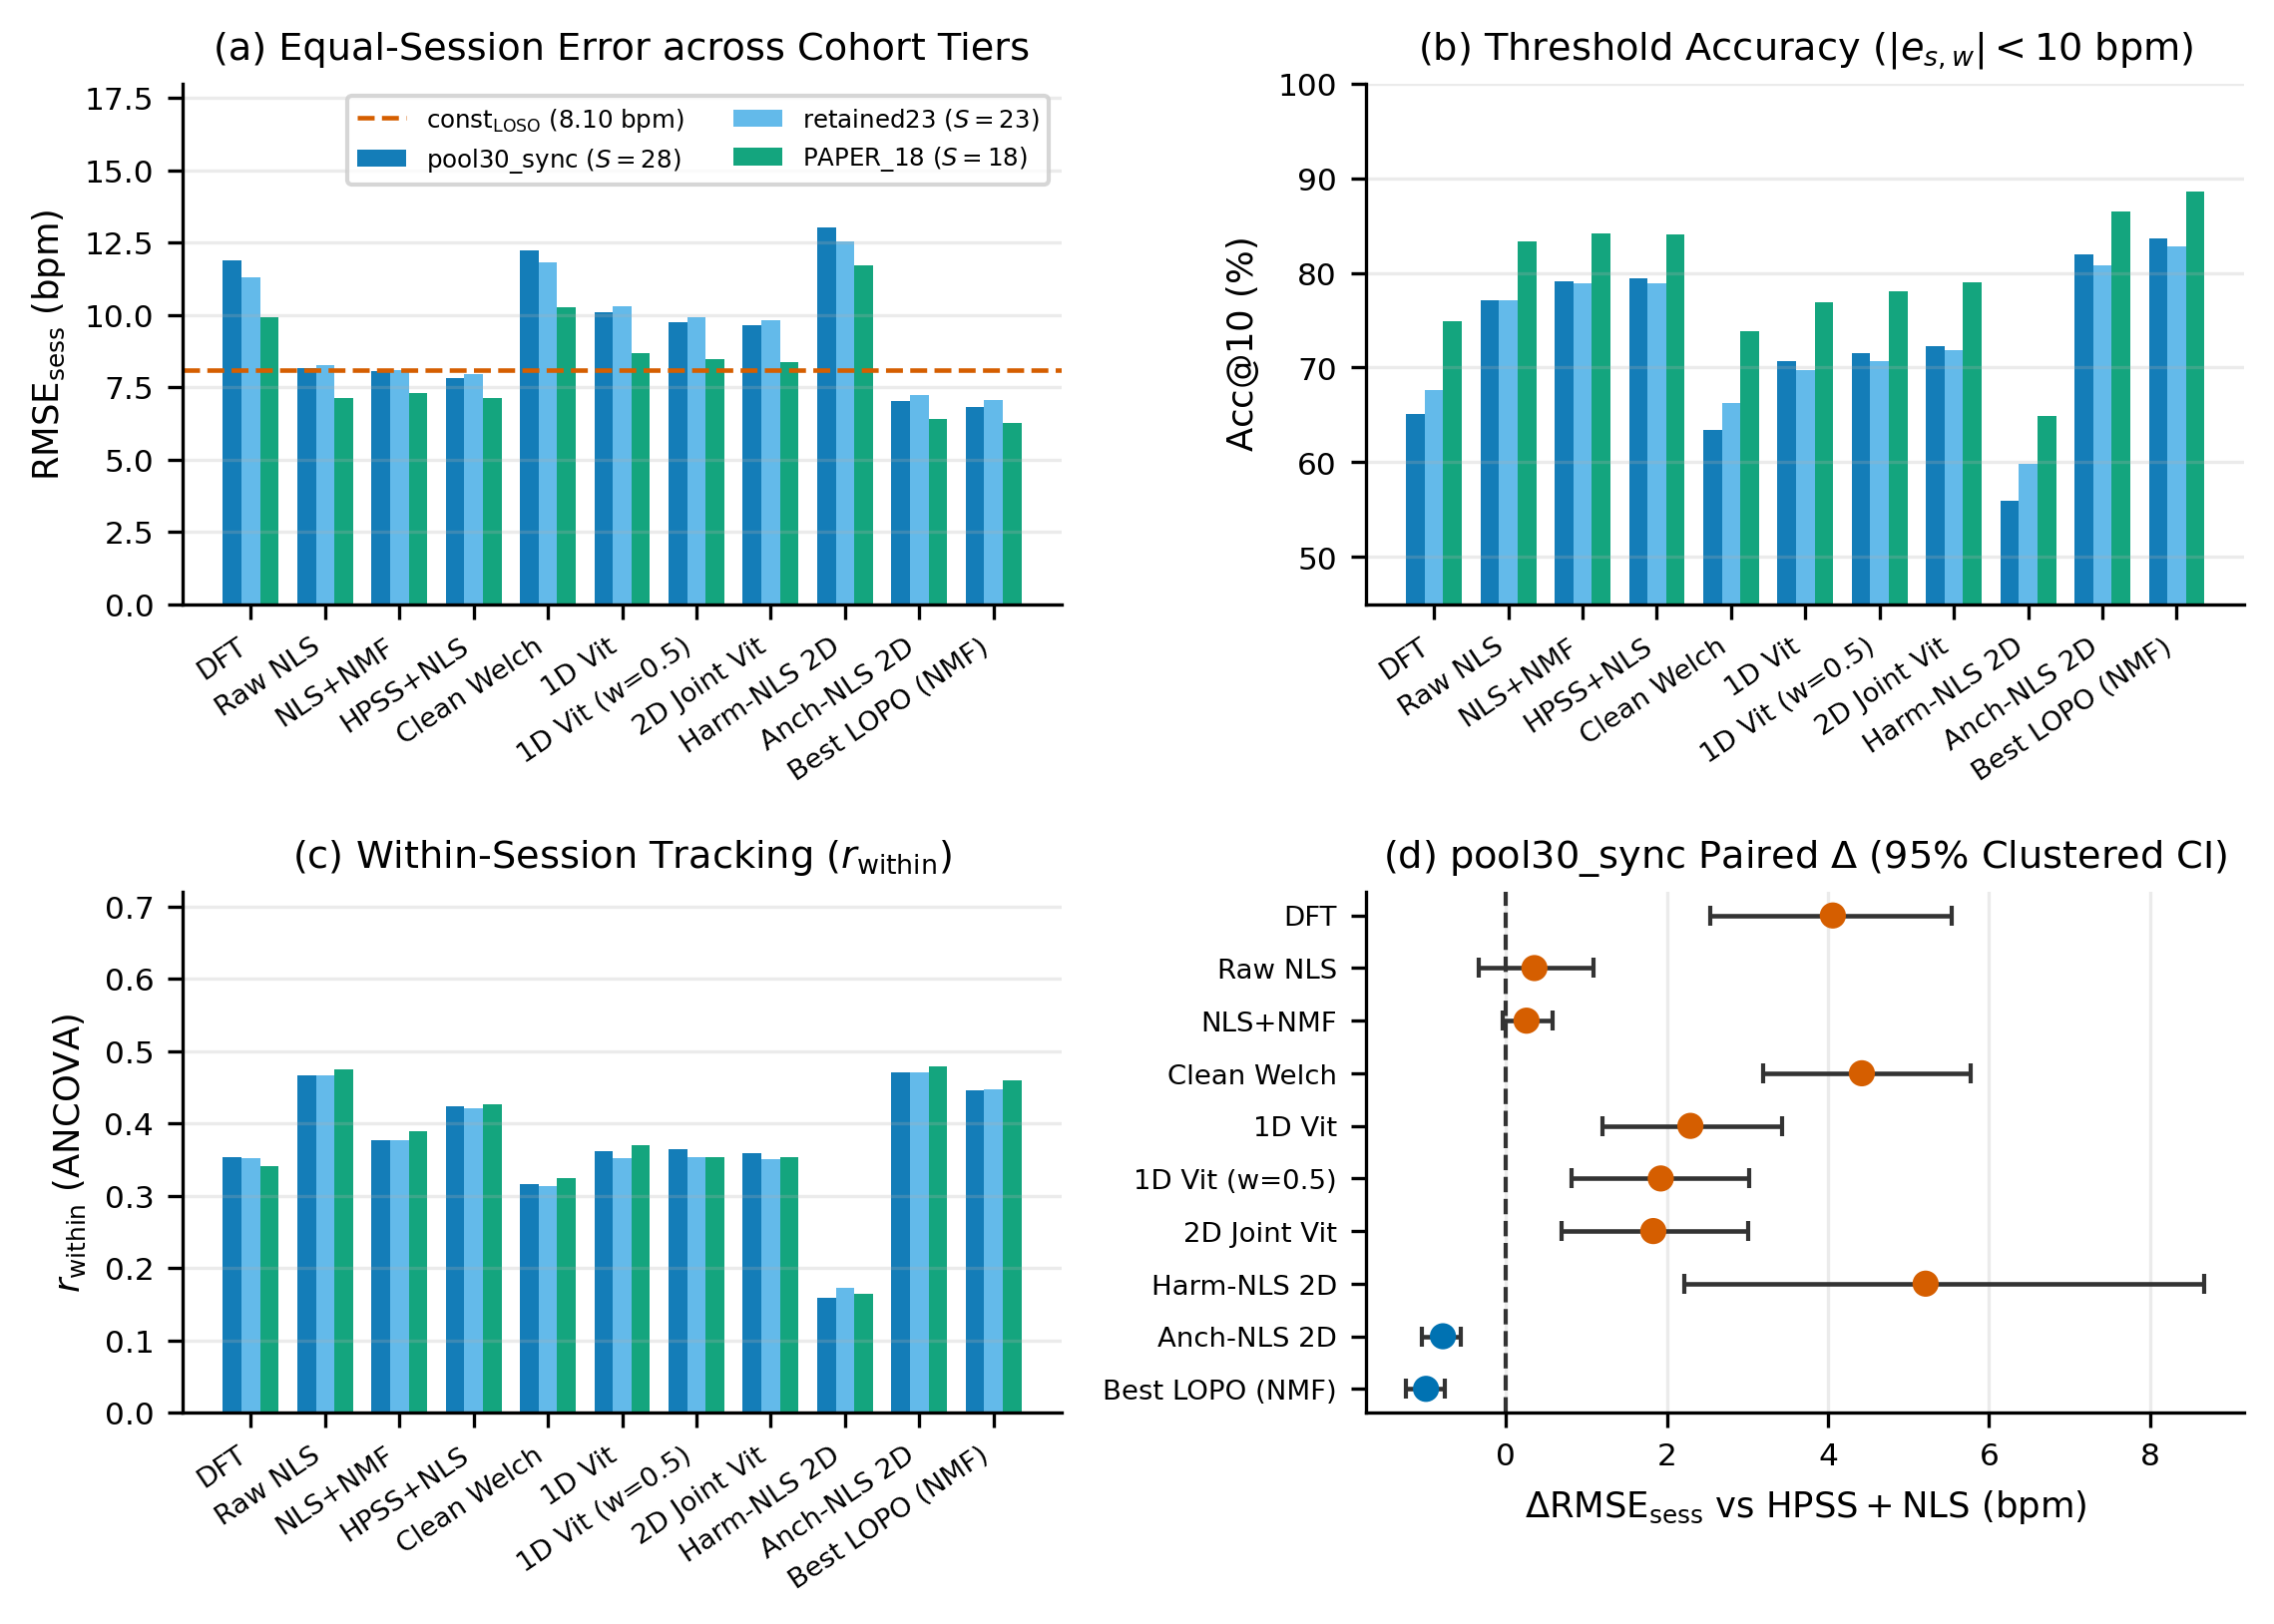 (a) Equal-Session Error across Cohort Tiers
RMSE_sess (bpm)
17.5
15.0
12.5
10.0
7.5
5.0
2.5
0.0
const_LOSO (8.10 bpm)
pool30_sync (S = 28)
retained23 (S = 23)
PAPER_18 (S = 18)
DFT
Raw NLS
NLS+NMF
HPSS+NLS
Clean Welch
1D Vit
1D Vit (w=0.5)
2D Joint Vit
Harm-NLS 2D
Anch-NLS 2D
Best LOPO (NMF)
(b) Threshold Accuracy (|e_{s,w}| < 10 bpm)
Acc@10 (%)
100
90
80
70
60
50
DFT
Raw NLS
NLS+NMF
HPSS+NLS
Clean Welch
1D Vit
1D Vit (w=0.5)
2D Joint Vit
Harm-NLS 2D
Anch-NLS 2D
Best LOPO (NMF)
(c) Within-Session Tracking (r_within)
r_within (ANCOVA)
0.7
0.6
0.5
0.4
0.3
0.2
0.1
0.0
DFT
Raw NLS
NLS+NMF
HPSS+NLS
Clean Welch
1D Vit
1D Vit (w=0.5)
2D Joint Vit
Harm-NLS 2D
Anch-NLS 2D
Best LOPO (NMF)
(d) pool30_sync Paired Δ (95% Clustered CI)
DFT
Raw NLS
NLS+NMF
Clean Welch
1D Vit
1D Vit (w=0.5)
2D Joint Vit
Harm-NLS 2D
Anch-NLS 2D
Best LOPO (NMF)
0 2 4 6 8
ΔRMSE_sess vs HPSS + NLS (bpm)